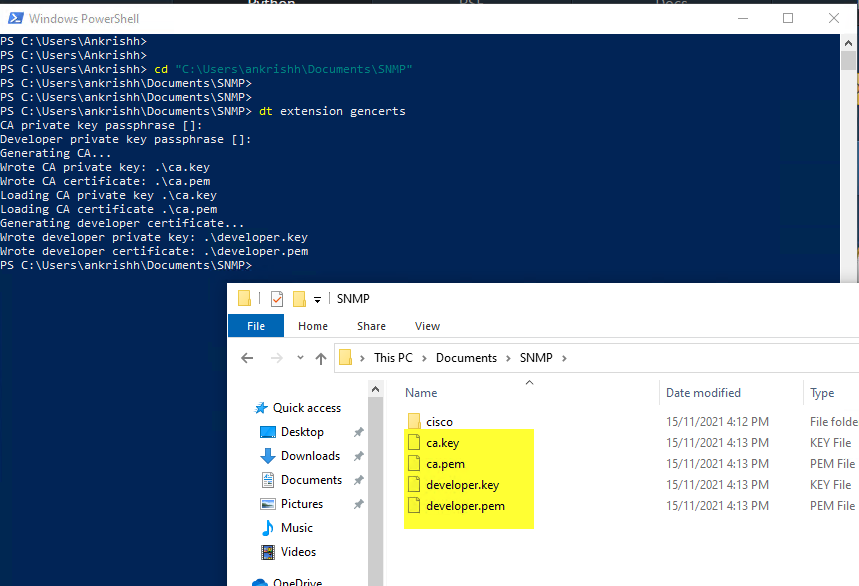 Python
Docs
Windows PowerShell
PS C:\Users\Ankrishh>
PS C:\Users\Ankrishh>
PS C:\Users\Ankrishh> cd "C:\Users\ankrishh\Documents\SNMP"
PS C:\Users\ankrishh\Documents\SNMP>
PS C:\Users\ankrishh\Documents\SNMP>
PS C:\Users\ankrishh\Documents\SNMP> dt extension gencerts
CA private key passphrase []:
Developer private key passphrase []:
Generating CA...
Wrote CA private key: .\ca.key
Wrote CA certificate: .\ca.pem
Loading CA private key .\ca.key
Loading CA certificate .\ca.pem
Generating developer certificate...
Wrote developer private key: .\developer.key
Wrote developer certificate: .\developer.pem
PS C:\Users\ankrishh\Documents\SNMP>
SNMP
File Home Share View
This PC > Documents > SNMP >
Name Date modified Type
Quick access
Desktop
Downloads
Documents
Pictures
Music
Videos
OneDrive
cisco 15/11/2021 4:12 PM File folde
ca.key 15/11/2021 4:13 PM KEY File
ca.pem 15/11/2021 4:13 PM PEM File
developer.key 15/11/2021 4:13 PM KEY File
developer.pem 15/11/2021 4:13 PM PEM File